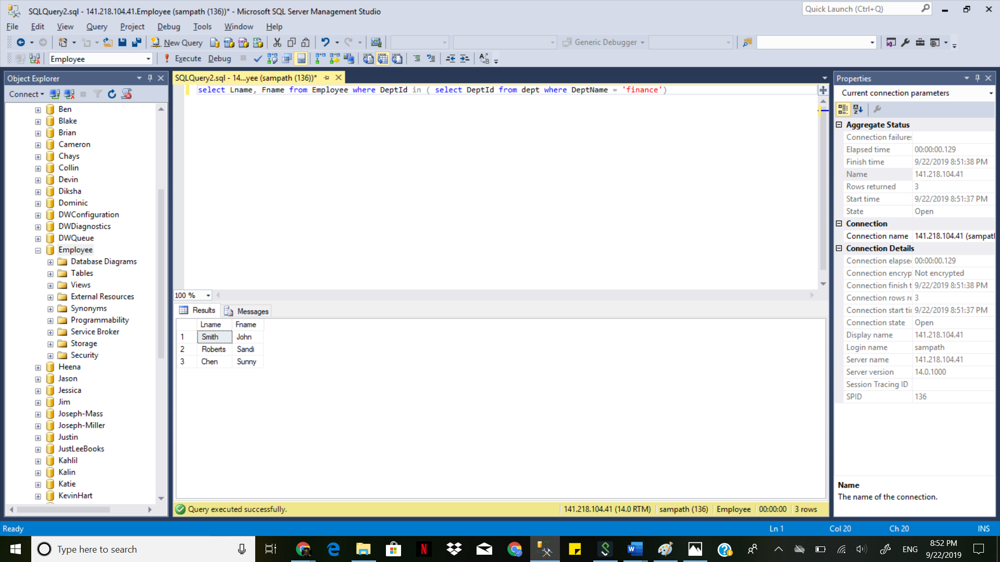 SQLQuery2.sql - 141.218.104.41.Employee (sampath (136))* - Microsoft SQL Server Management Studio
Quick Launch (Ctrl+Q)
File Edit View Query Project Debug Tools Window Help
New Query
Generic Debugger
Employee
Execute Debug
Object Explorer
Connect
Ben
Blake
Brian
Cameron
Chays
Collin
Devin
Diksha
Dominic
DWConfiguration
DWDiagnostics
DWQueue
Employee
Database Diagrams
Tables
Views
External Resources
Synonyms
Programmability
Service Broker
Storage
Security
Heena
Jason
Jessica
Jim
Joseph-Mass
Joseph-Miller
Justin
JustLeeBooks
Kahlil
Kalin
Katie
KevinHart
SQLQuery2.sql - 14...yee (sampath (136))*
select Lname, Fname from Employee where DeptId in ( select DeptId from dept where DeptName = 'finance')
100 %
Results Messages
Lname Fname
1 Smith John
2 Roberts Sandi
3 Chen Sunny
Query executed successfully.
141.218.104.41 (14.0 RTM) sampath (136) Employee 00:00:00 3 rows
Properties
Current connection parameters
Aggregate Status
Connection failures
Elapsed time 00:00:00.129
Finish time 9/22/2019 8:51:38 PM
Name 141.218.104.41
Rows returned 3
Start time 9/22/2019 8:51:37 PM
State Open
Connection
Connection name 141.218.104.41 (sampatl
Connection Details
Connection elapse 00:00:00.129
Connection encryp Not encrypted
Connection finish t 9/22/2019 8:51:38 PM
Connection rows re 3
Connection start ti 9/22/2019 8:51:37 PM
Connection state Open
Display name 141.218.104.41
Login name sampath
Server name 141.218.104.41
Server version 14.0.1000
Session Tracing ID
SPID 136
Name
The name of the connection.
Ready
Ln 1 Col 20 Ch 20 INS
Type here to search
ENG
8:52 PM
9/22/2019